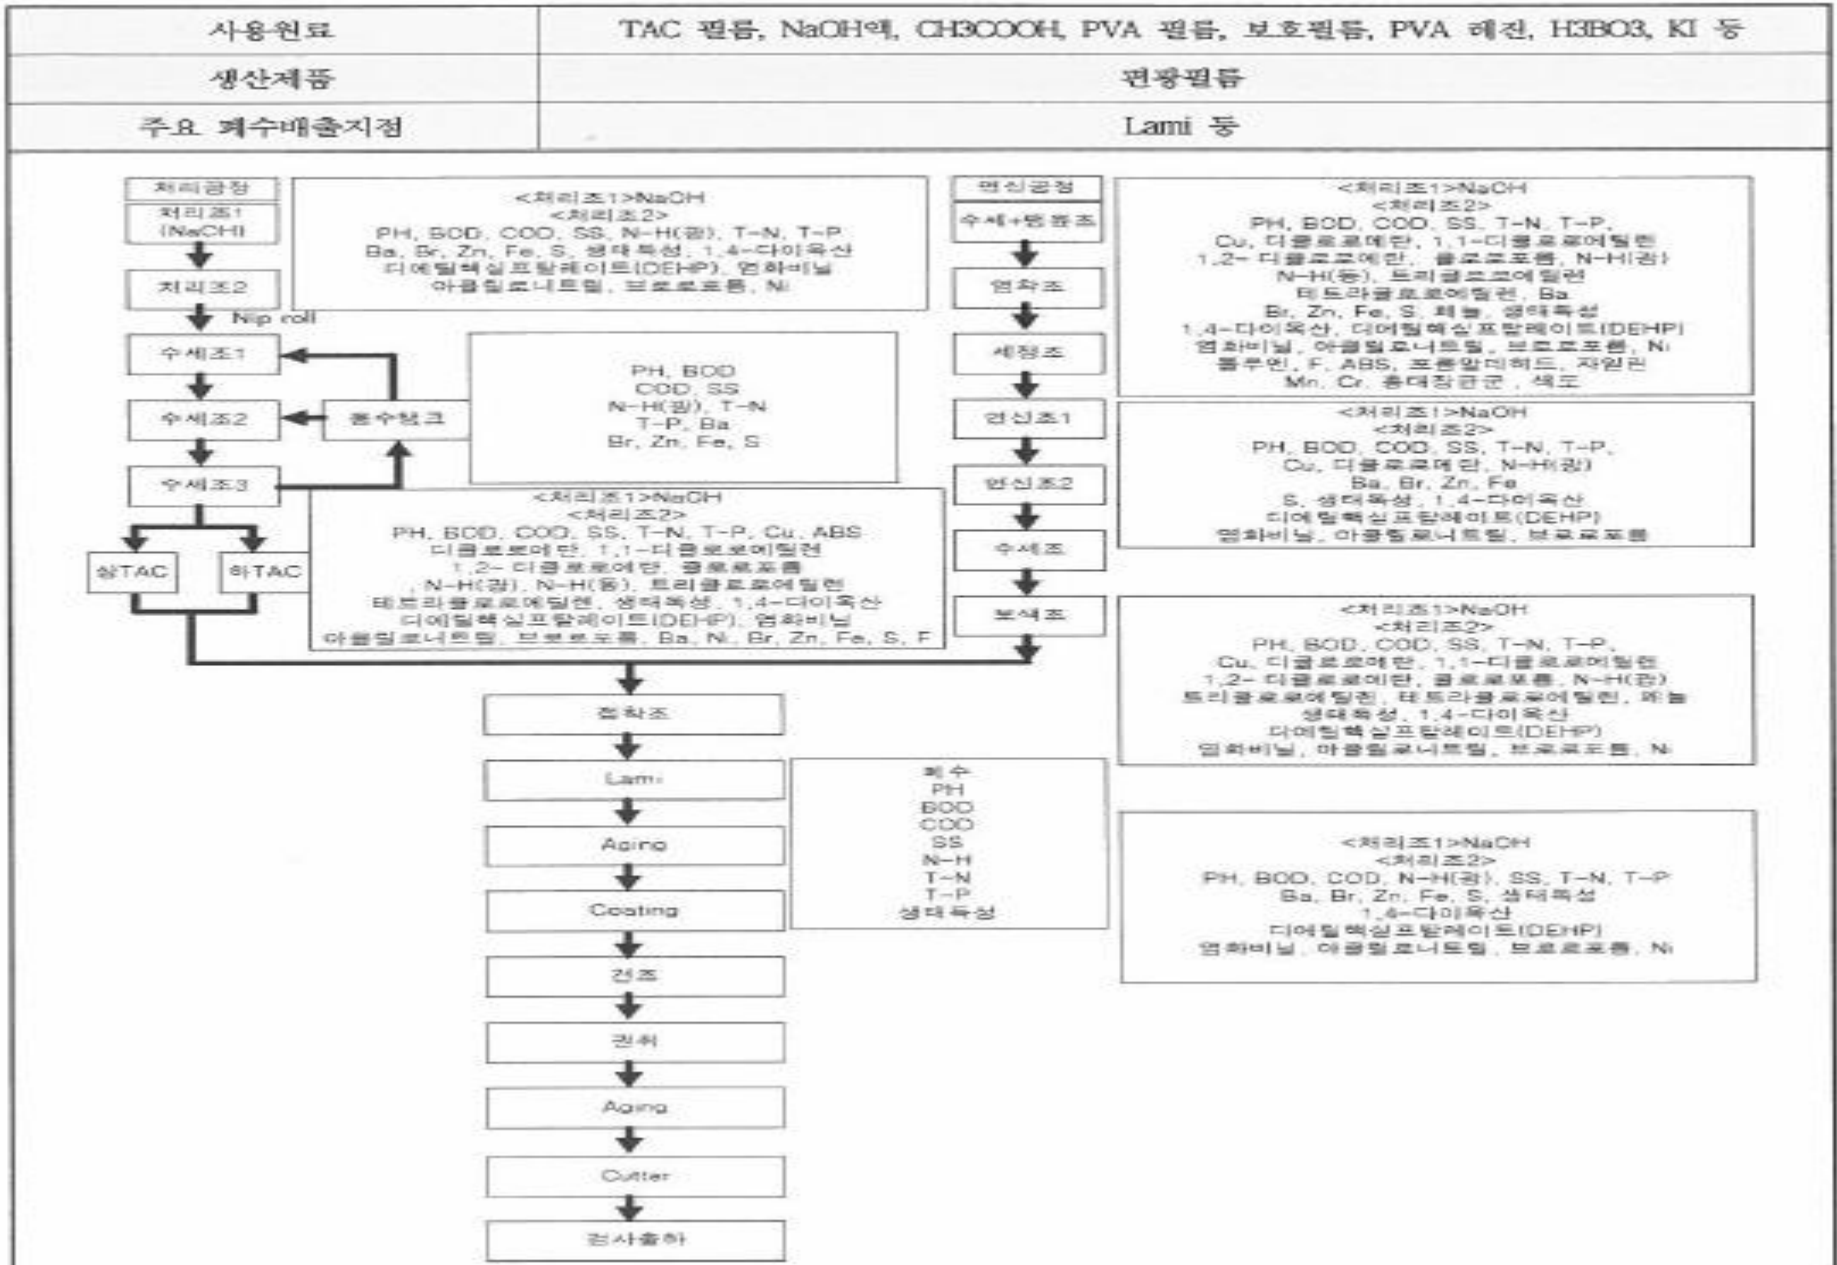 사용원료
TAC 필름, NaOH액, CH3COOH, PVA 필름, 보호필름, PVA 레진, H3BO3, KI 등
생산제품
편광필름
주요 폐수배출지점
Lami 등
처리공정
처리조1
(NaOH)
처리조2
Nip roll
수세조1
수세조2
용수탱크
수세조3
상TAC
하TAC
<처리조1>NaOH
<처리조2>
PH, BOD, COD, SS, N-H(광), T-N, T-P
Ba, Br, Zn, Fe, S, 생태독성, 1,4-다이옥산
디에틸헥실프탈레이트(DEHP), 염화비닐
아크릴로니트릴, 브로모포름, Ni
PH, BOD
COD, SS
N-H(광), T-N
T-P, Ba
Br, Zn, Fe, S
<처리조1>NaOH
<처리조2>
PH, BOD, COD, SS, T-N, T-P, Cu, ABS
디클로로메탄, 1,1-디클로로에틸렌
1,2- 디클로로에탄, 클로로포름
, N-H(광), N-H(동), 트리클로로에틸렌
테트라클로로에틸렌, 생태독성, 1,4-다이옥산
디에틸헥실프탈레이트(DEHP), 염화비닐
아크릴로니트릴, 브로모포름, Ba, Ni, Br, Zn, Fe, S, F
연신공정
수세+팽윤조
염착조
세정조
연신조1
연신조2
수세조
보색조
<처리조1>NaOH
<처리조2>
PH, BOD, COD, SS, T-N, T-P,
Cu, 디클로로메탄, 1,1-디클로로에틸렌
1,2- 디클로로에탄, 클로로포름, N-H(광)
N-H(동), 트리클로로에틸렌
테트라클로로에틸렌, Ba
Br, Zn, Fe, S, 페놀, 생태독성
1,4-다이옥산, 디에틸헥실프탈레이트(DEHP)
염화비닐, 아크릴로니트릴, 브로모포름, Ni
톨루엔, F, ABS, 포름알데히드, 자일린
Mn, Cr, 총대장균군, 색도
<처리조1>NaOH
<처리조2>
PH, BOD, COD, SS, T-N, T-P,
Cu, 디클로로메탄, N-H(광)
Ba, Br, Zn, Fe
S, 생태독성, 1,4-다이옥산
디에틸헥실프탈레이트(DEHP)
염화비닐, 아크릴로니트릴, 브로모포름
<처리조1>NaOH
<처리조2>
PH, BOD, COD, SS, T-N, T-P,
Cu, 디클로로메탄, 1,1-디클로로에틸렌
1,2- 디클로로에탄, 클로로포름, N-H(광)
트리클로로에틸렌, 테트라클로로에틸렌, 페놀
생태독성, 1,4-다이옥산
디에틸헥실프탈레이트(DEHP)
염화비닐, 아크릴로니트릴, 브로모포름, Ni
<처리조1>NaOH
<처리조2>
PH, BOD, COD, N-H(광), SS, T-N, T-P
Ba, Br, Zn, Fe, S, 생태독성
1,4-다이옥산
디에틸헥실프탈레이트(DEHP)
염화비닐, 아크릴로니트릴, 브로모포름, Ni
접착조
Lami
Aging
Coating
건조
권취
Aging
Cutter
검사출하
폐수
PH
BOD
COD
SS
N-H
T-N
T-P
생태독성